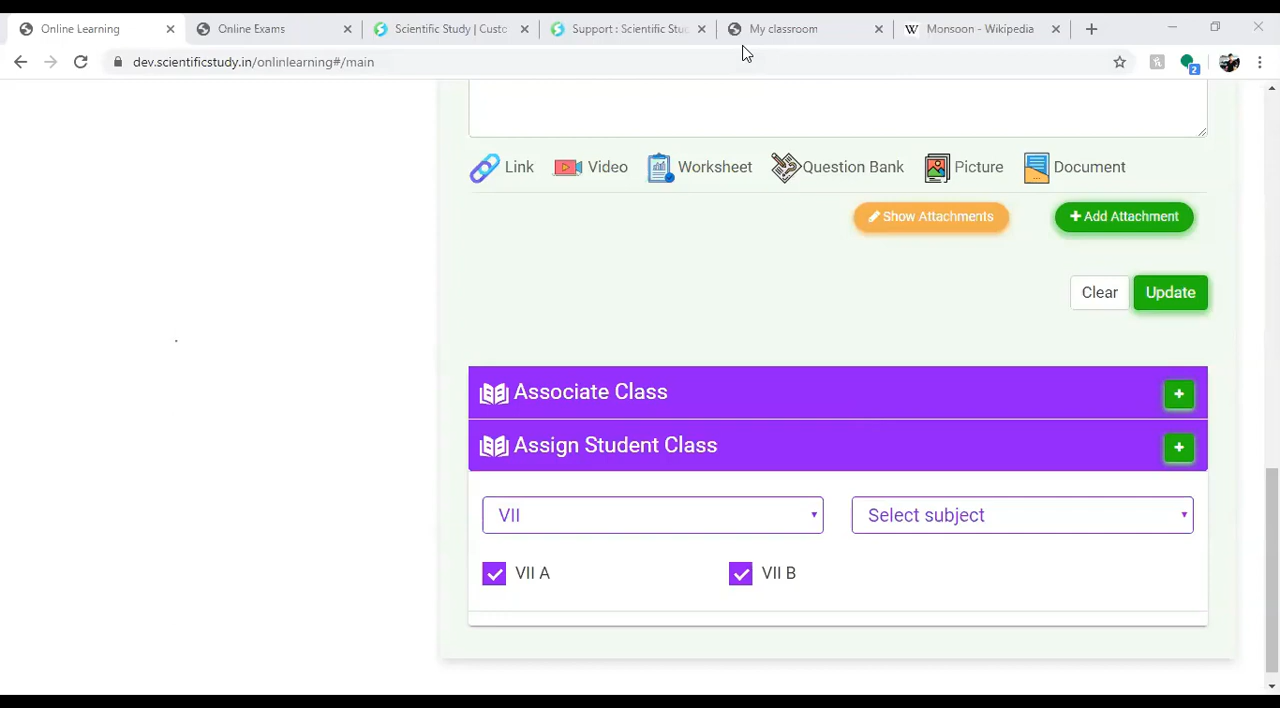 Online Learning
Online Exams
Scientific Study | Custo
Support : Scientific Stu
My classroom
Monsoon - Wikipedia
dev.scientificstudy.in/onlinlearning#/main
2
Link
Video
Worksheet
Question Bank
Picture
Document
Show Attachments
+ Add Attachment
Clear
Update
Associate Class
+
Assign Student Class
+
VII
Select subject
VII A
VII B